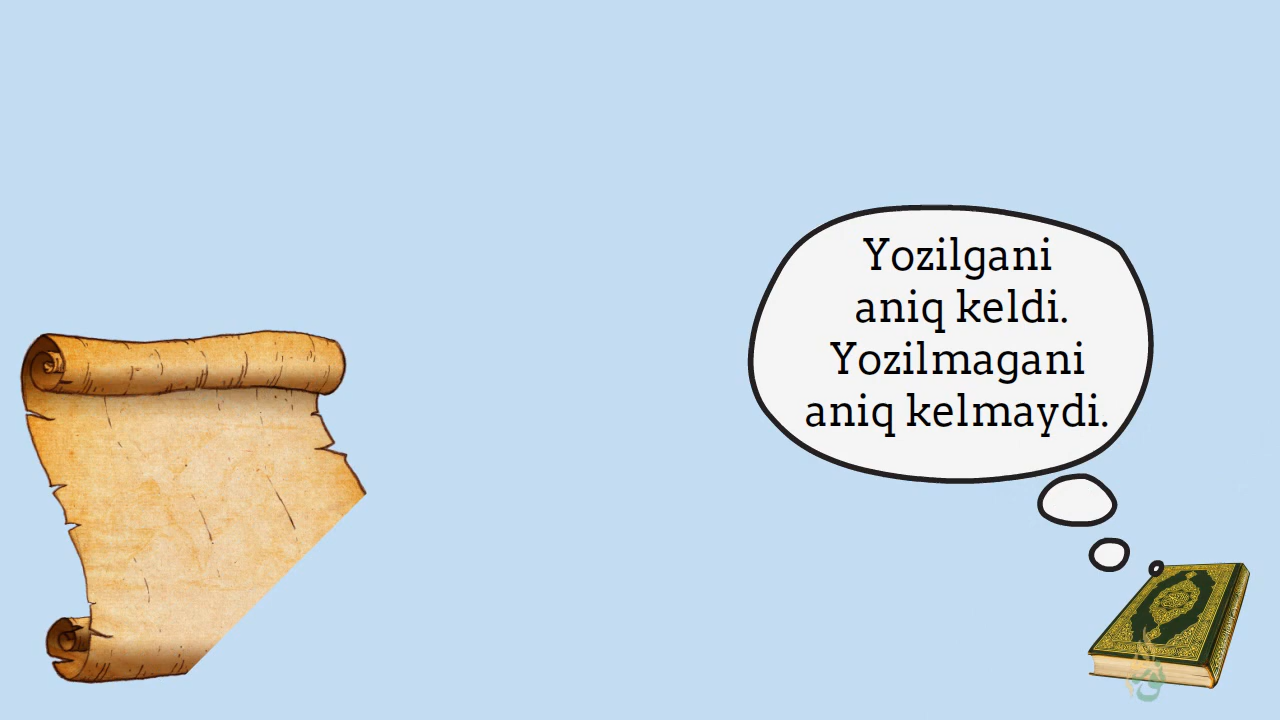 Yozilgani
aniq keldi.
Yozilmagani
aniq kelmaydi.